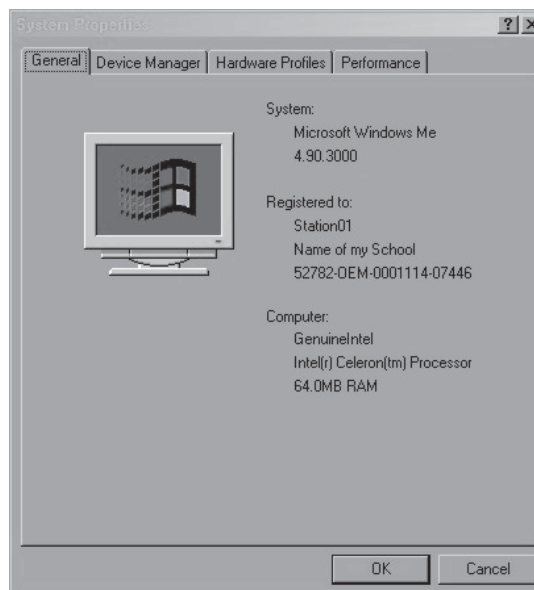 System Properties
General Device Manager Hardware Profiles Performance
System:
Microsoft Windows Me
4.90.3000
Registered to:
Station01
Name of my School
52782-OEM-0001114-07446
Computer:
GenuineIntel
Intel(r) Celeron(tm) Processor
64.0MB RAM
OK Cancel